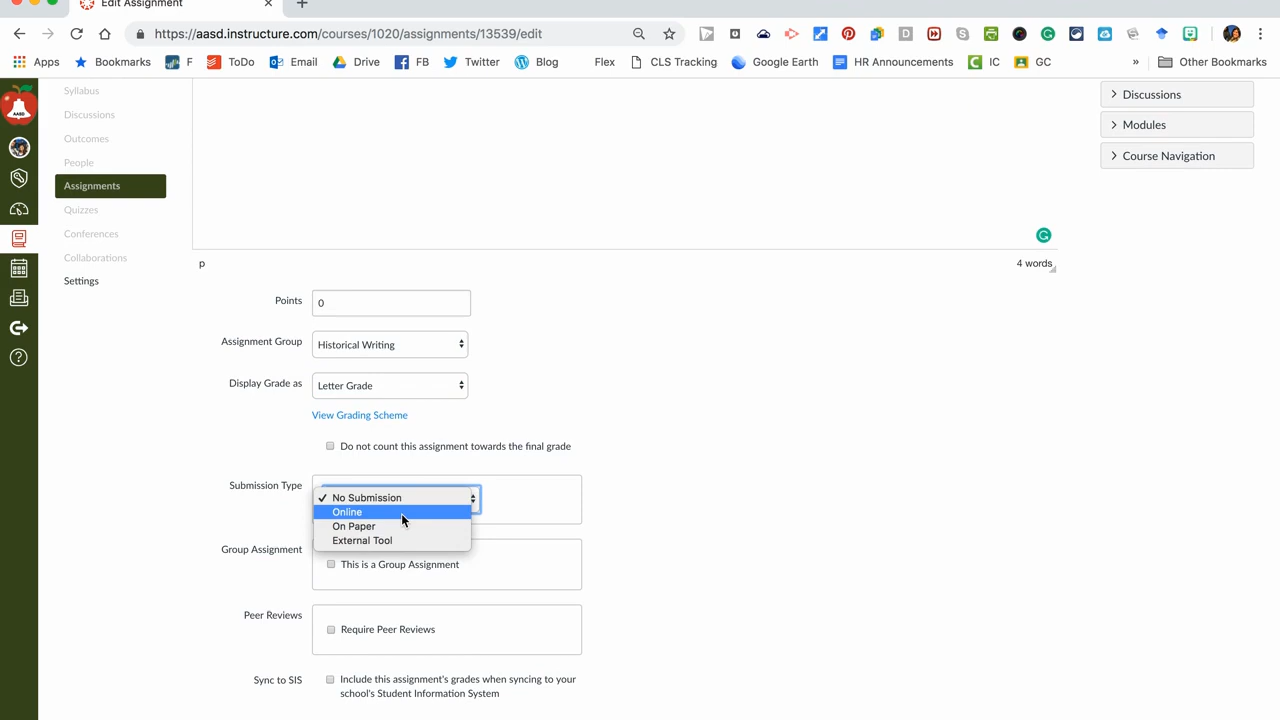 Edit Assignment
https://aasd.instructure.com/courses/1020/assignments/13539/edit
Apps Bookmarks F ToDo Email Drive FB Twitter Blog Flex CLS Tracking Google Earth HR Announcements IC GC » Other Bookmarks
AASD
Syllabus
Discussions
Outcomes
People
Assignments
Quizzes
Conferences
Collaborations
Settings
Discussions
Modules
Course Navigation
p 4 words
Points 0
Assignment Group Historical Writing
Display Grade as Letter Grade
View Grading Scheme
Do not count this assignment towards the final grade
Submission Type
✓ No Submission
Online
On Paper
External Tool
Group Assignment
This is a Group Assignment
Peer Reviews
Require Peer Reviews
Sync to SIS
Include this assignment's grades when syncing to your
school's Student Information System